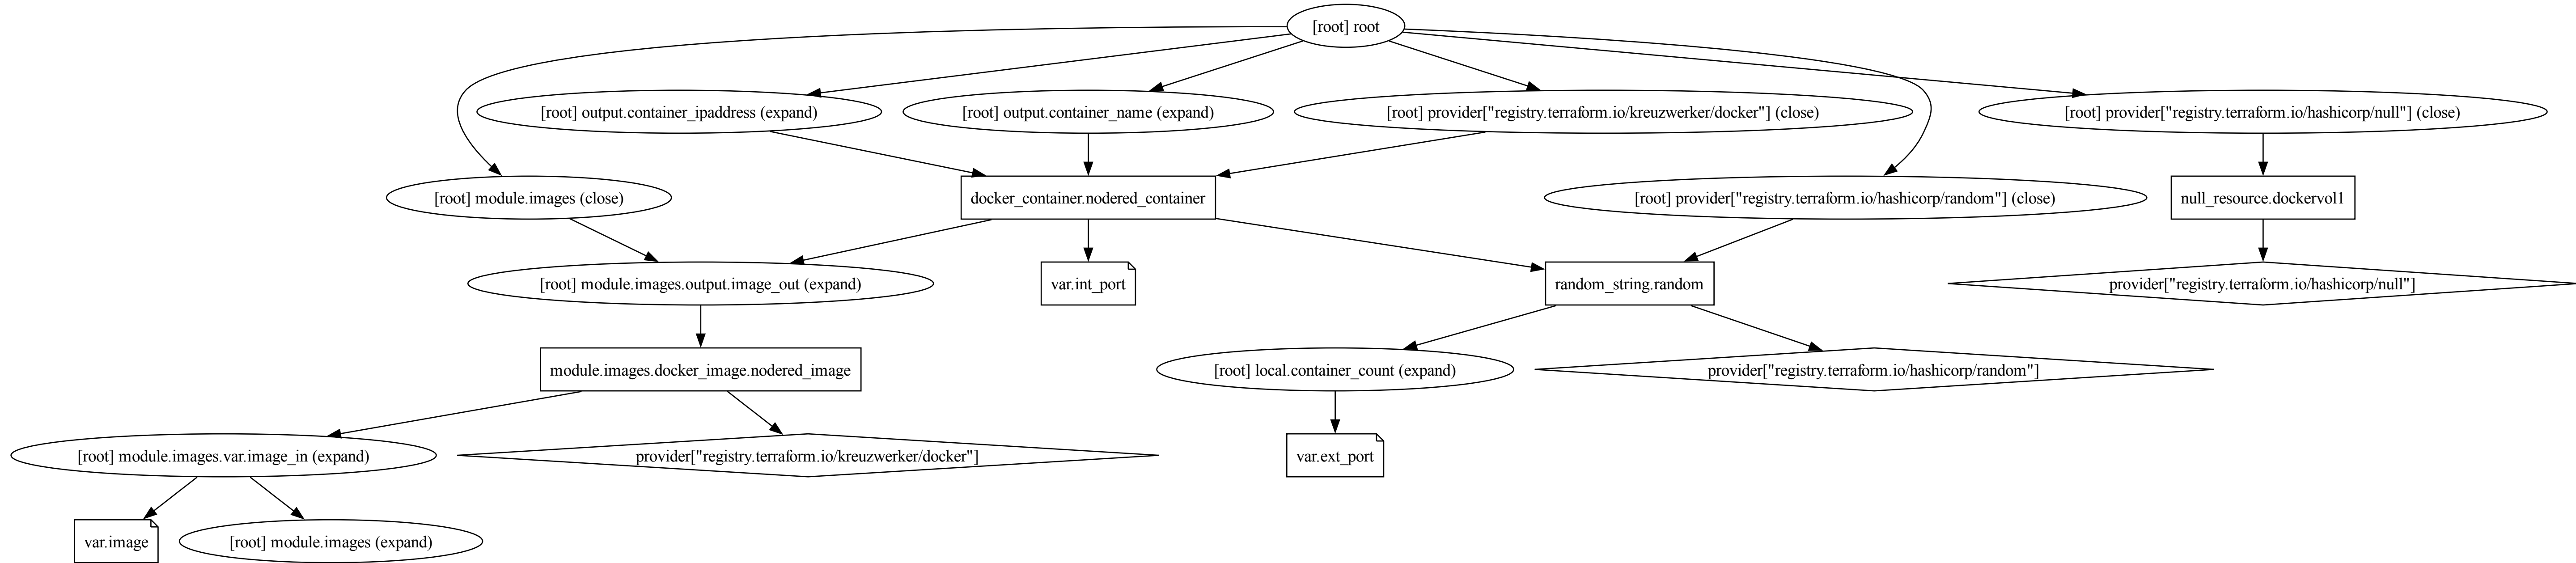 [root] root
[root] output.container_ipaddress (expand)
[root] output.container_name (expand)
[root] provider["registry.terraform.io/kreuzwerker/docker"] (close)
[root] provider["registry.terraform.io/hashicorp/null"] (close)
[root] module.images (close)
docker_container.nodered_container
[root] provider["registry.terraform.io/hashicorp/random"] (close)
null_resource.dockervol1
[root] module.images.output.image_out (expand)
var.int_port
random_string.random
provider["registry.terraform.io/hashicorp/null"]
module.images.docker_image.nodered_image
[root] local.container_count (expand)
provider["registry.terraform.io/hashicorp/random"]
[root] module.images.var.image_in (expand)
provider["registry.terraform.io/kreuzwerker/docker"]
var.ext_port
var.image
[root] module.images (expand)